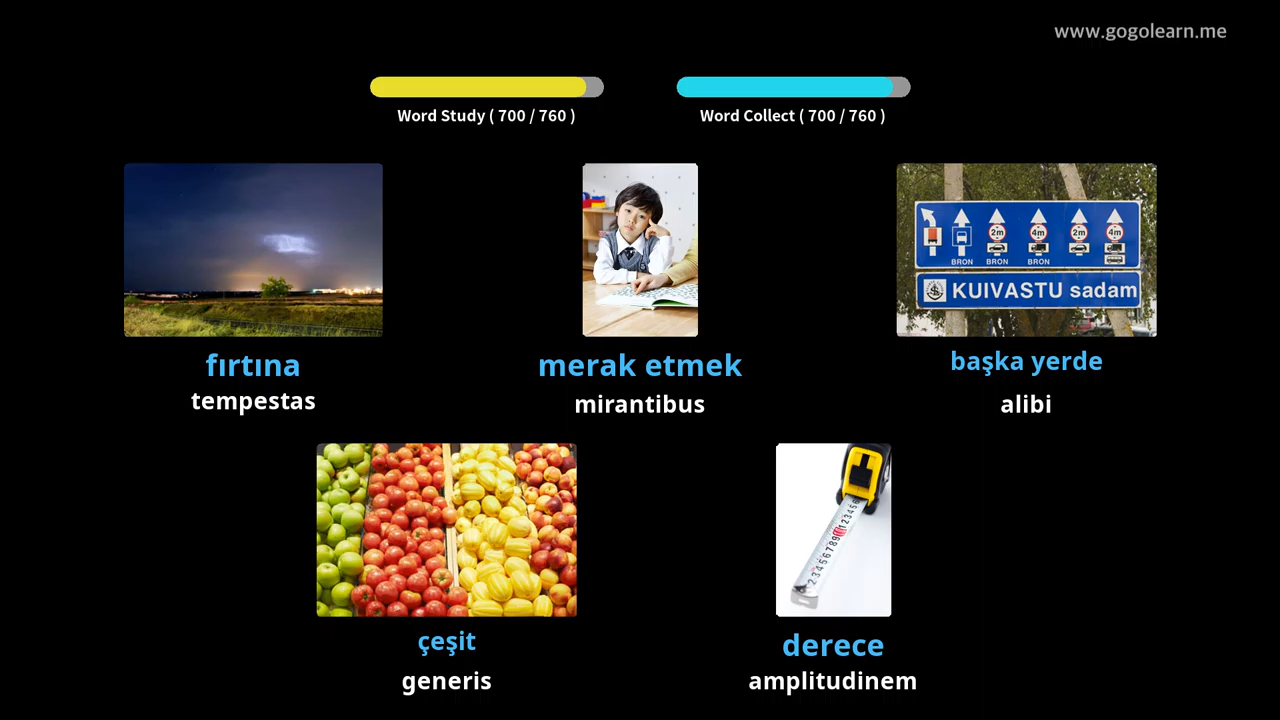 www.gogolearn.me
Word Study ( 700 / 760 )
Word Collect ( 700 / 760 )
BRON BRON BRON
2m 4m 2m 4m
KUIVASTU sadam
fırtına
tempestas
merak etmek
mirantibus
başka yerde
alibi
çeşit
generis
derece
amplitudinem